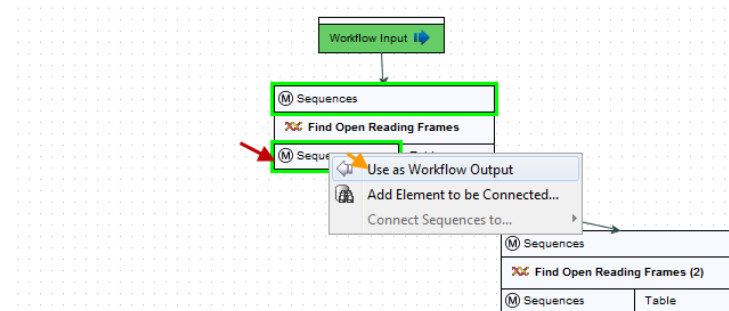 Workflow Input
M Sequences
Find Open Reading Frames
M Seque
Use as Workflow Output
Add Element to be Connected...
Connect Sequences to...
M Sequences
Find Open Reading Frames (2)
M Sequences Table